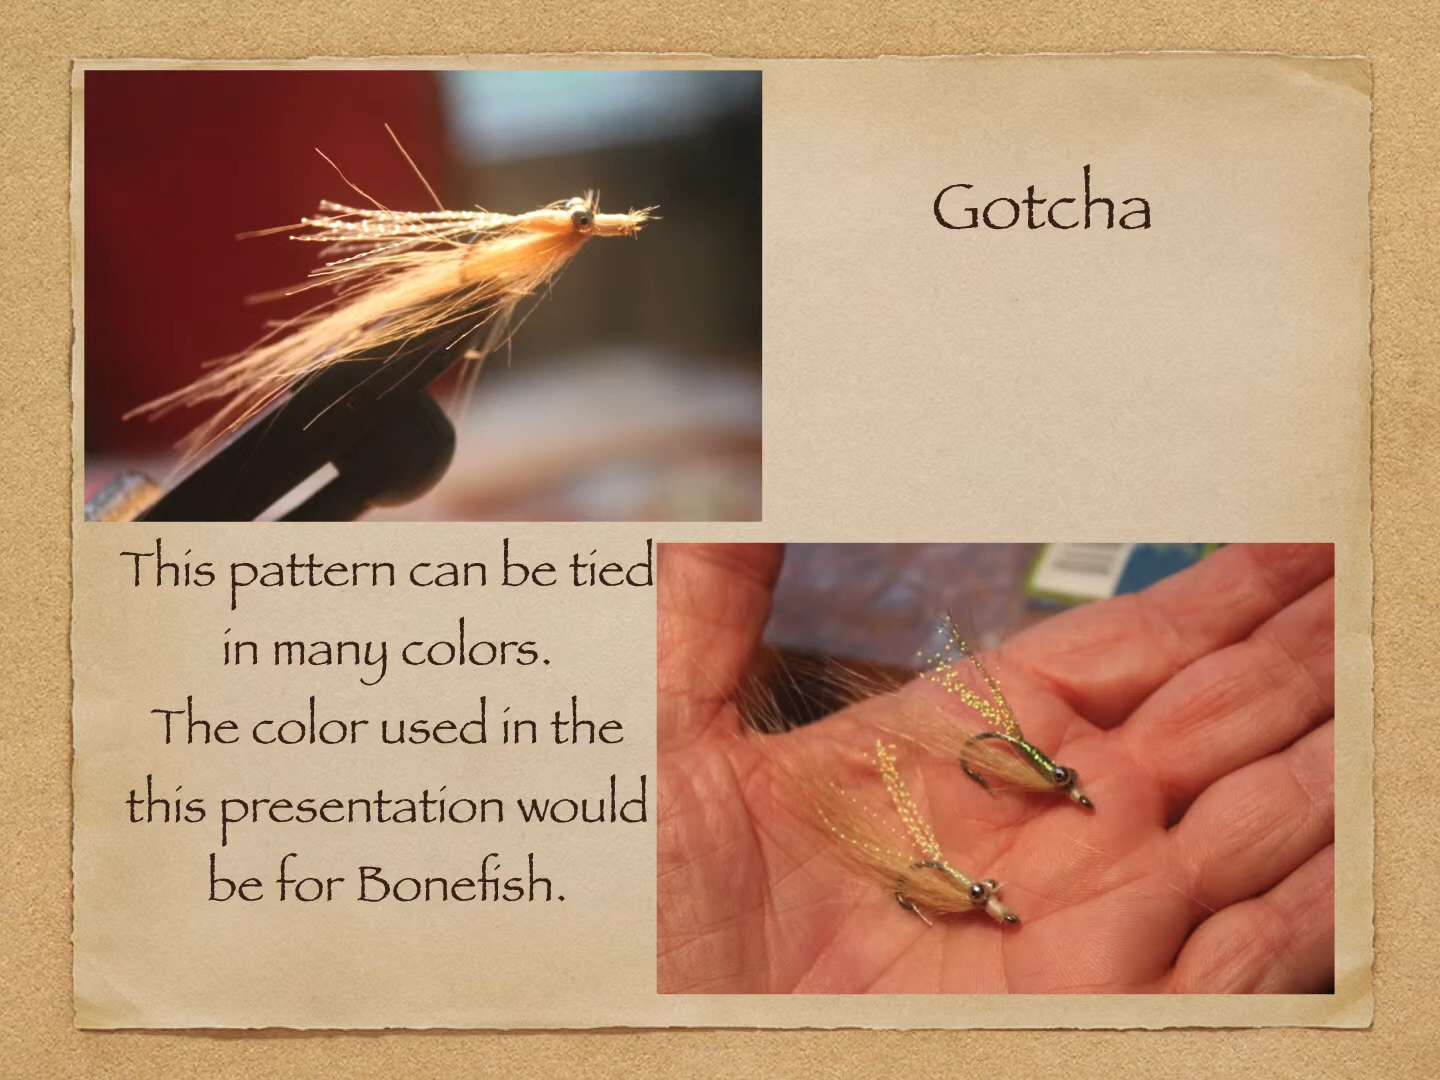 Gotcha
This pattern can be tied
in many colors.
The color used in the
this presentation would
be for Bonefish.